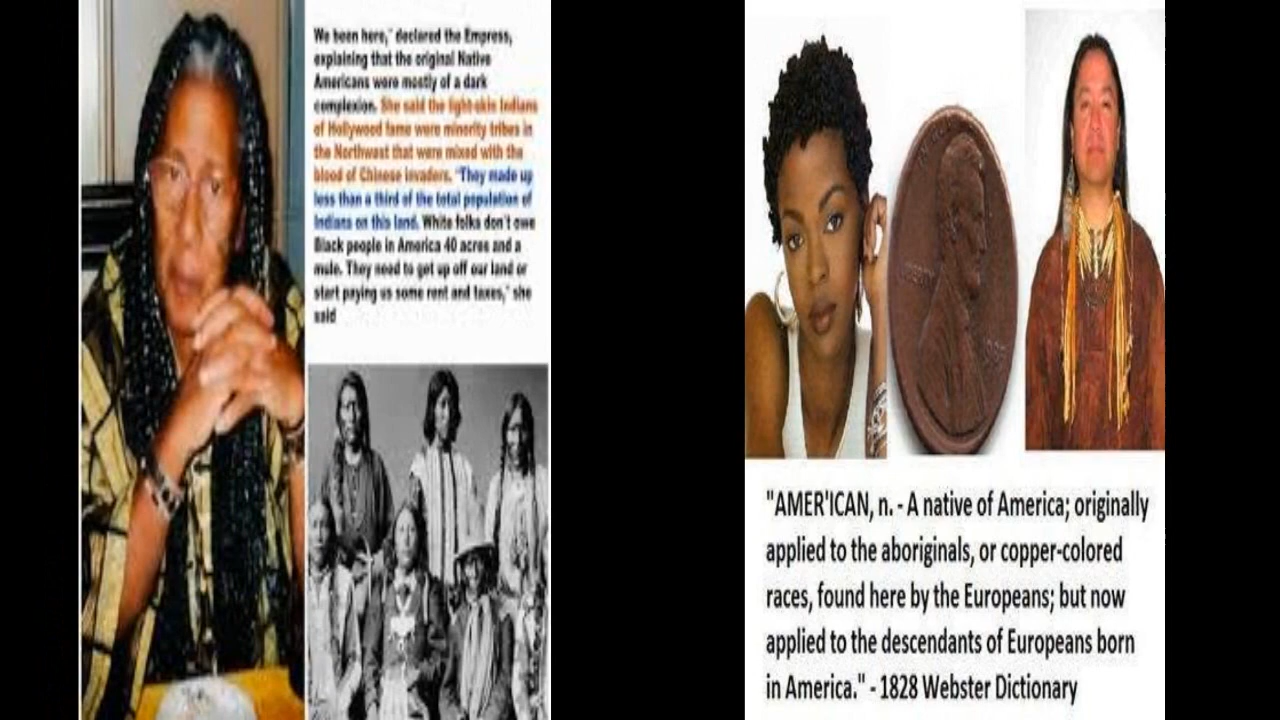 We been here," declared the Empress,
explaining that the original Native
Americans were mostly of a dark
complexion. She said the light-skin Indians
of Hollywood fame were minority tribes in
the Northwest that were mixed with the
blood of Chinese invaders. "They made up
less than a third of the total population of
Indians on this land. White folks don't owe
Black people in America 40 acres and a
mule. They need to get up off our land or
start paying us some rent and taxes," she
said
"AMER'ICAN, n. - A native of America; originally
applied to the aboriginals, or copper-colored
races, found here by the Europeans; but now
applied to the descendants of Europeans born
in America." - 1828 Webster Dictionary